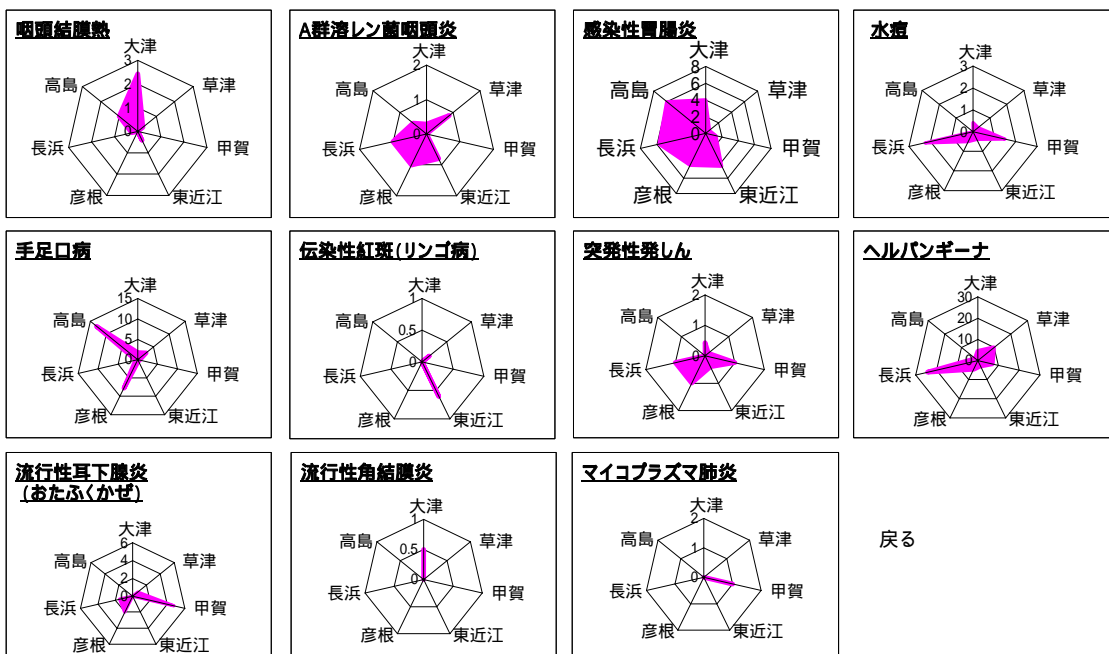 咽頭結膜熱
大津
草津
甲賀
東近江
彦根
長浜
高島
3
2
1
0
A群溶レン菌咽頭炎
大津
草津
甲賀
東近江
彦根
長浜
高島
2
1
0
感染性胃腸炎
大津
草津
甲賀
東近江
彦根
長浜
高島
8
6
4
2
0
水痘
大津
草津
甲賀
東近江
彦根
長浜
高島
3
2
1
0
手足口病
大津
草津
甲賀
東近江
彦根
長浜
高島
15
10
5
0
伝染性紅斑(リンゴ病)
大津
草津
甲賀
東近江
彦根
長浜
高島
1
0.5
0
突発性発しん
大津
草津
甲賀
東近江
彦根
長浜
高島
2
1
0
ヘルパンギーナ
大津
草津
甲賀
東近江
彦根
長浜
高島
30
20
10
0
流行性耳下腺炎
(おたふくかぜ)
大津
草津
甲賀
東近江
彦根
長浜
高島
6
4
2
0
流行性角結膜炎
大津
草津
甲賀
東近江
彦根
長浜
高島
1
0.5
0
マイコプラズマ肺炎
大津
草津
甲賀
東近江
彦根
長浜
高島
2
1
0
戻る